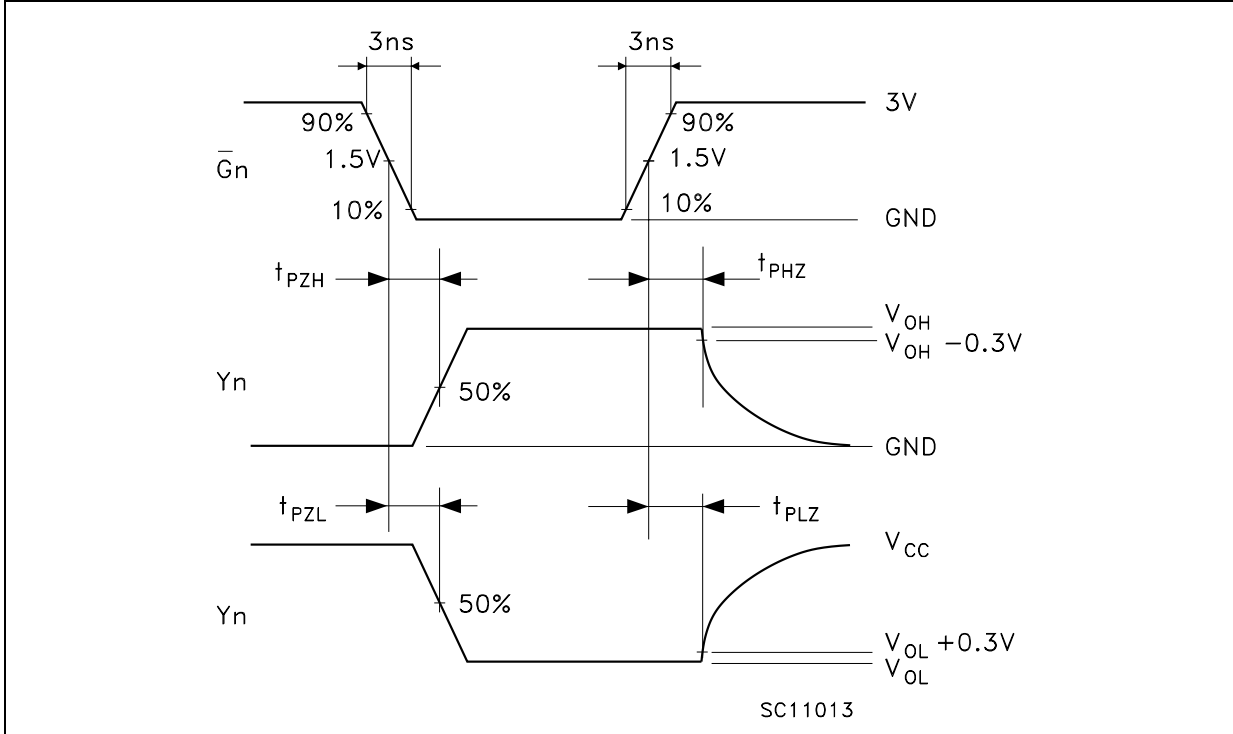 3ns 3ns
3V
90% 90%
G̅n 1.5V 1.5V
10% 10%
GND
tPZH tPHZ
VOH
VOH −0.3V
Yn 50%
GND
tPZL tPLZ
VCC
Yn 50%
VOL +0.3V
VOL
SC11013